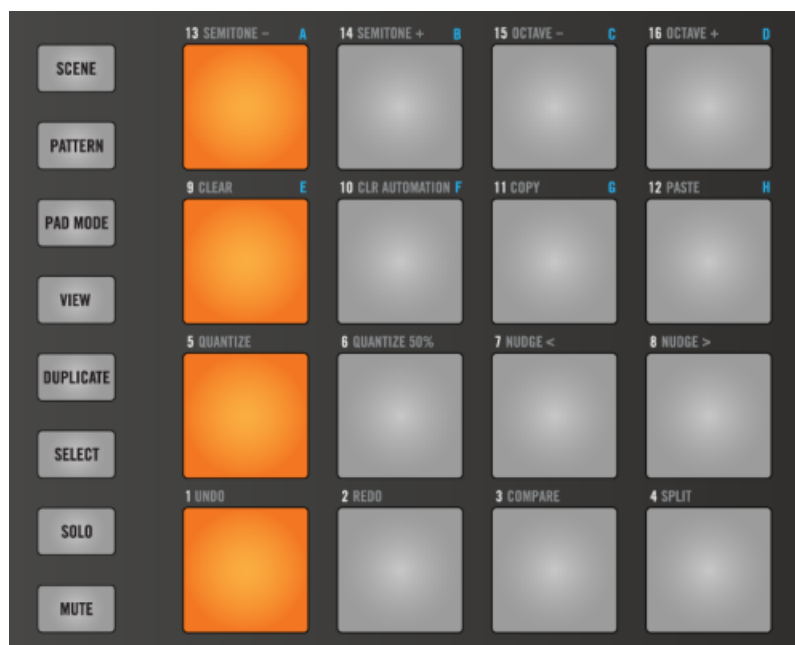 13 SEMITONE – A
14 SEMITONE + B
15 OCTAVE – C
16 OCTAVE + D
SCENE
PATTERN
9 CLEAR E
10 CLR AUTOMATION F
11 COPY G
12 PASTE H
PAD MODE
VIEW
5 QUANTIZE
6 QUANTIZE 50%
7 NUDGE <
8 NUDGE >
DUPLICATE
SELECT
1 UNDO
2 REDO
3 COMPARE
4 SPLIT
SOLO
MUTE